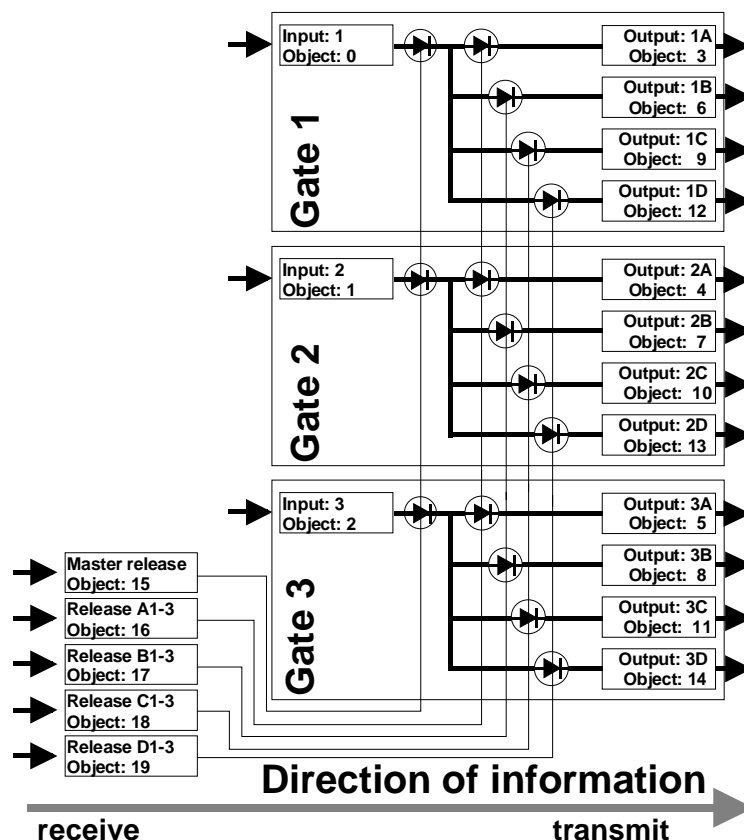 Input: 1
Object: 0
Output: 1A
Object: 3
Output: 1B
Object: 6
Output: 1C
Object: 9
Output: 1D
Object: 12
Gate 1
Input: 2
Object: 1
Output: 2A
Object: 4
Output: 2B
Object: 7
Output: 2C
Object: 10
Output: 2D
Object: 13
Gate 2
Input: 3
Object: 2
Output: 3A
Object: 5
Output: 3B
Object: 8
Output: 3C
Object: 11
Output: 3D
Object: 14
Gate 3
Master release
Object: 15
Release A1-3
Object: 16
Release B1-3
Object: 17
Release C1-3
Object: 18
Release D1-3
Object: 19
Direction of information
receive
transmit